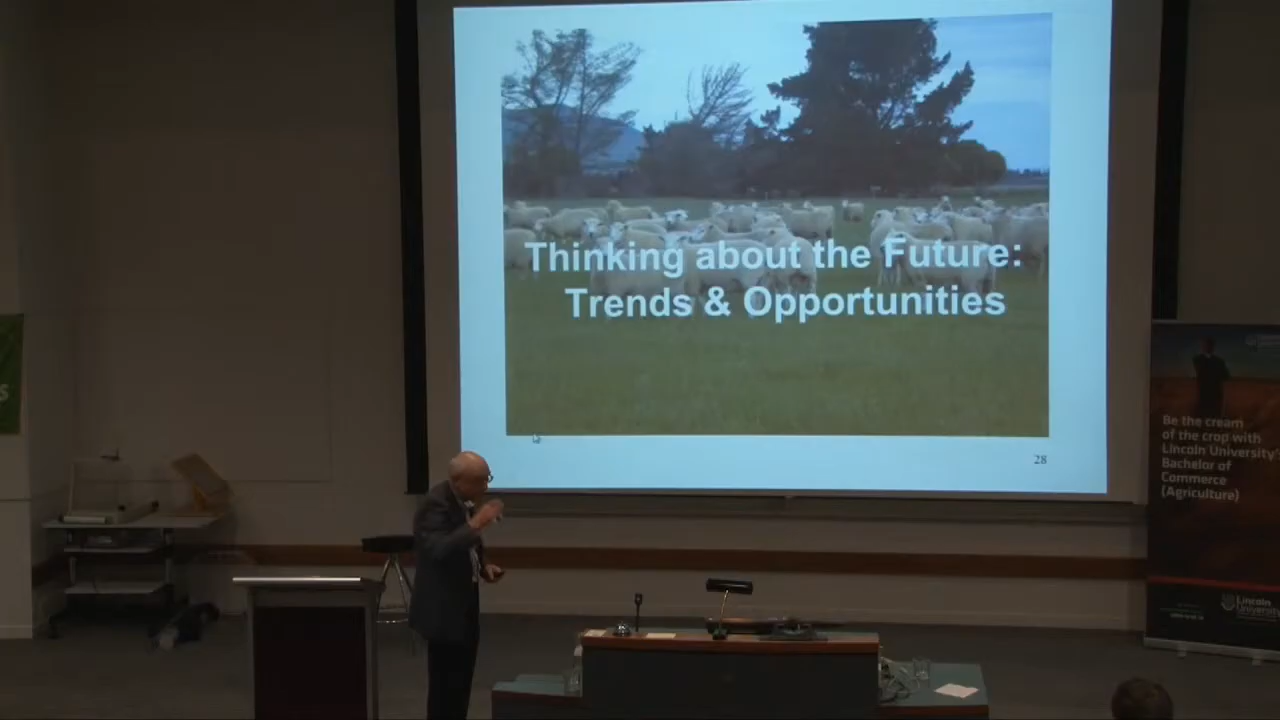 Thinking about the Future:
Trends & Opportunities
28
S
Be the cream
of the crop with
Lincoln University's
Bachelor of
Commerce
(Agriculture)
Lincoln
University